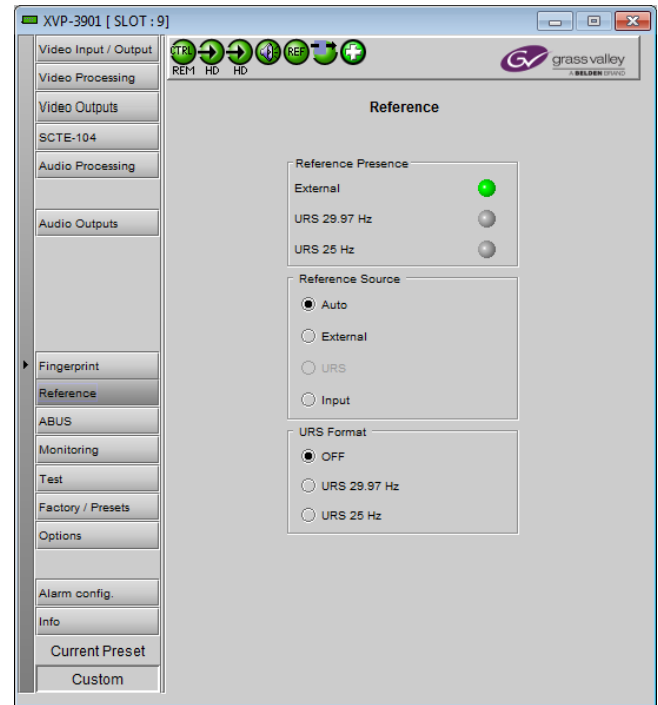 XVP-3901 [ SLOT : 9]
Video Input / Output
Video Processing
Video Outputs
SCTE-104
Audio Processing
Audio Outputs
Fingerprint
Reference
ABUS
Monitoring
Test
Factory / Presets
Options
Alarm config.
Info
Current Preset
Custom
CTRL REF
REM HD HD
GV grass valley
A BELDEN BRAND
Reference
Reference Presence
External
URS 29.97 Hz
URS 25 Hz
Reference Source
Auto
External
URS
Input
URS Format
OFF
URS 29.97 Hz
URS 25 Hz